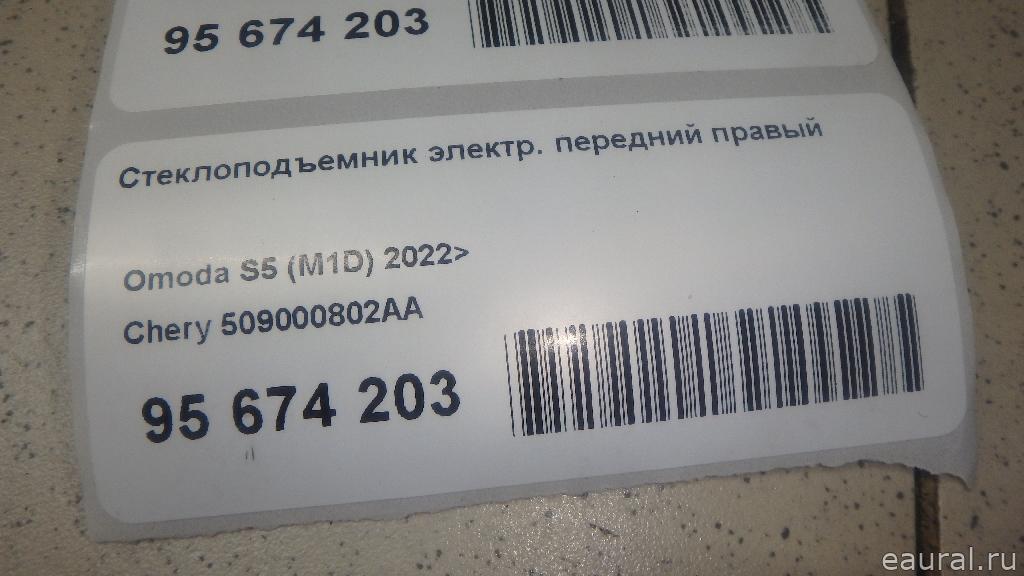 95 674 203
Стеклоподъемник электр. передний правый
Omoda S5 (M1D) 2022>
Chery 509000802AA
95 674 203
eaural.ru